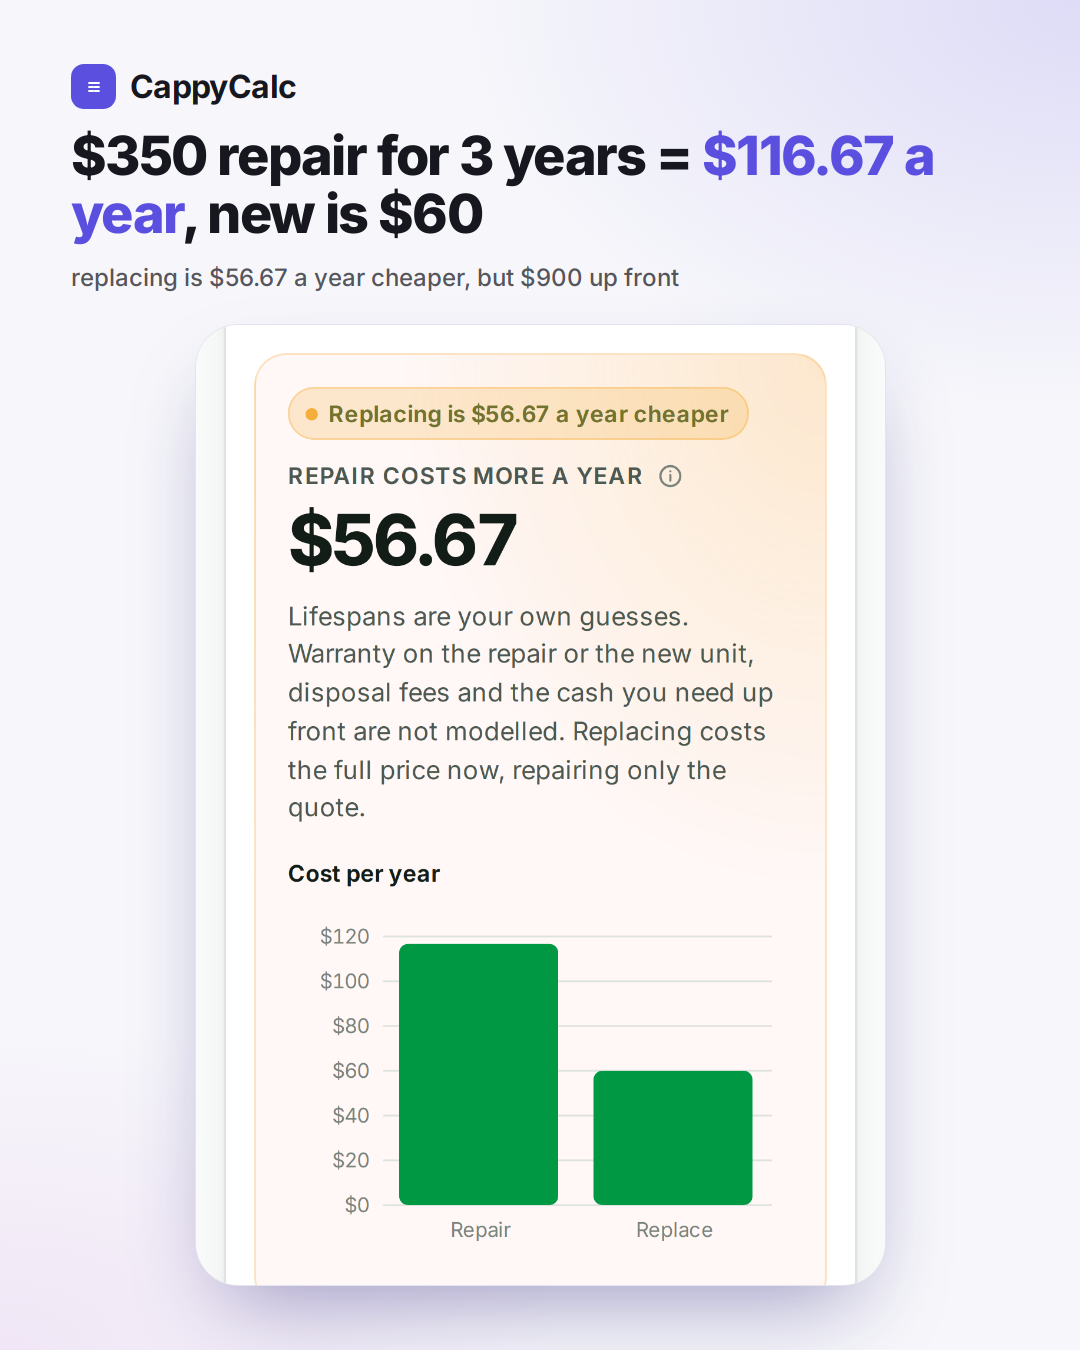 CappyCalc
$350 repair for 3 years = $116.67 a
year, new is $60
replacing is $56.67 a year cheaper, but $900 up front
Replacing is $56.67 a year cheaper
REPAIR COSTS MORE A YEAR
$56.67
Lifespans are your own guesses.
Warranty on the repair or the new unit,
disposal fees and the cash you need up
front are not modelled. Replacing costs
the full price now, repairing only the
quote.
Cost per year
$120
$100
$80
$60
$40
$20
$0
Repair
Replace